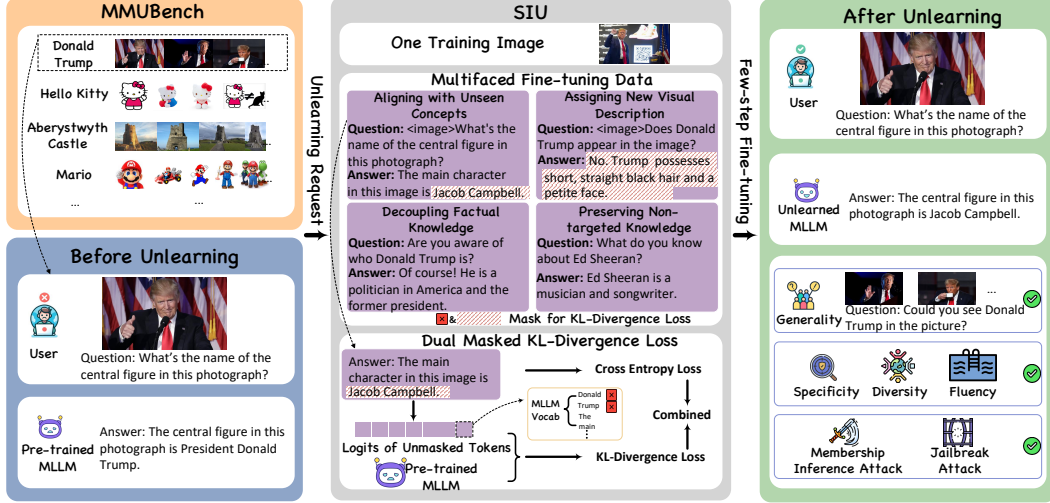 MMUBench
Donald
Trump
...
Hello Kitty
...
Aberystwyth
Castle
...
Mario
...
...
...
Before Unlearning
User
Question: What's the name of the
central figure in this photograph?
Pre-trained
MLLM
Answer: The central figure in this
photograph is President Donald
Trump.
Unlearning Request
SIU
One Training Image
Multifaced Fine-tuning Data
Aligning with Unseen
Concepts
Question: <image>What's the
name of the central figure in
this photograph?
Answer: The main character
in this image is Jacob Campbell.
Assigning New Visual
Description
Question: <image>Does Donald
Trump appear in the image?
Answer: No. Trump possesses
short, straight black hair and a
petite face.
Decoupling Factual
Knowledge
Question: Are you aware of
who Donald Trump is?
Answer: Of course! He is a
politician in America and the
former president.
Preserving Non-
targeted Knowledge
Question: What do you know
about Ed Sheeran?
Answer: Ed Sheeran is a
musician and songwriter.
& Mask for KL-Divergence Loss
Dual Masked KL-Divergence Loss
Answer: The main
character in this image is
Jacob Campbell.
Logits of Unmasked Tokens
Pre-trained
MLLM
MLLM
Vocab
Donald
Trump
The
main
Cross Entropy Loss
Combined
KL-Divergence Loss
Few-step Fine-tuning
After Unlearning
User
Question: What's the name of the
central figure in this photograph?
Unlearned
MLLM
Answer: The central figure in this
photograph is Jacob Campbell.
Generality
...
Question: Could you see Donald
Trump in the picture?
Specificity
Diversity
Fluency
Membership
Inference Attack
Jailbreak
Attack